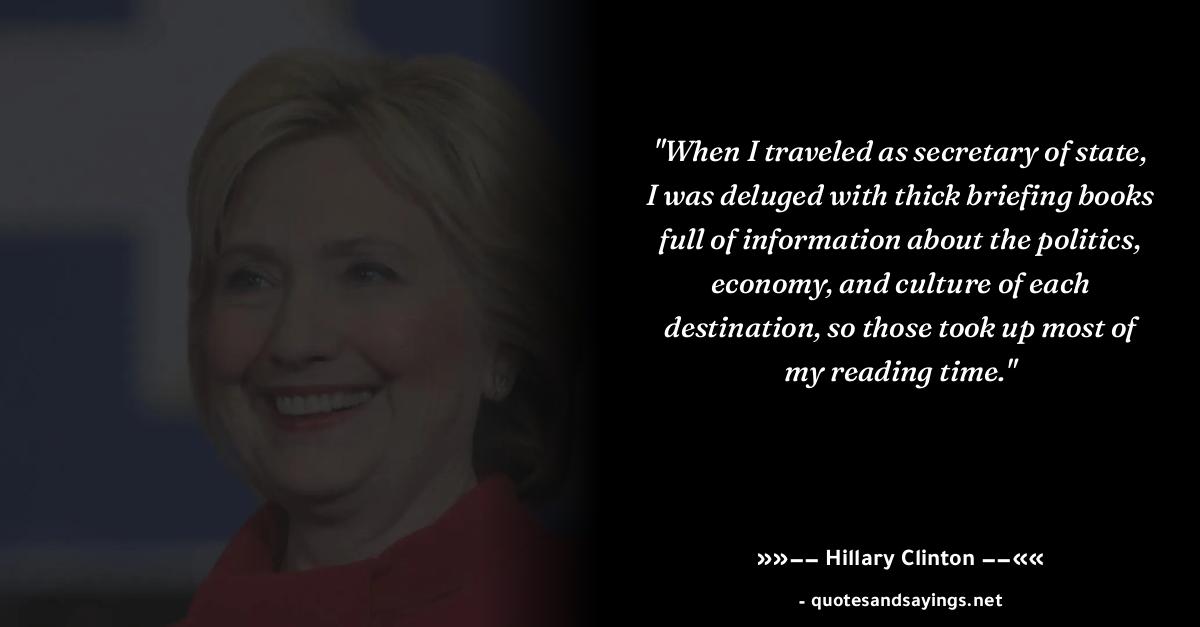 "When I traveled as secretary of state,
I was deluged with thick briefing books
full of information about the politics,
economy, and culture of each
destination, so those took up most of
my reading time."
»»−− Hillary Clinton −−««
- quotesandsayings.net